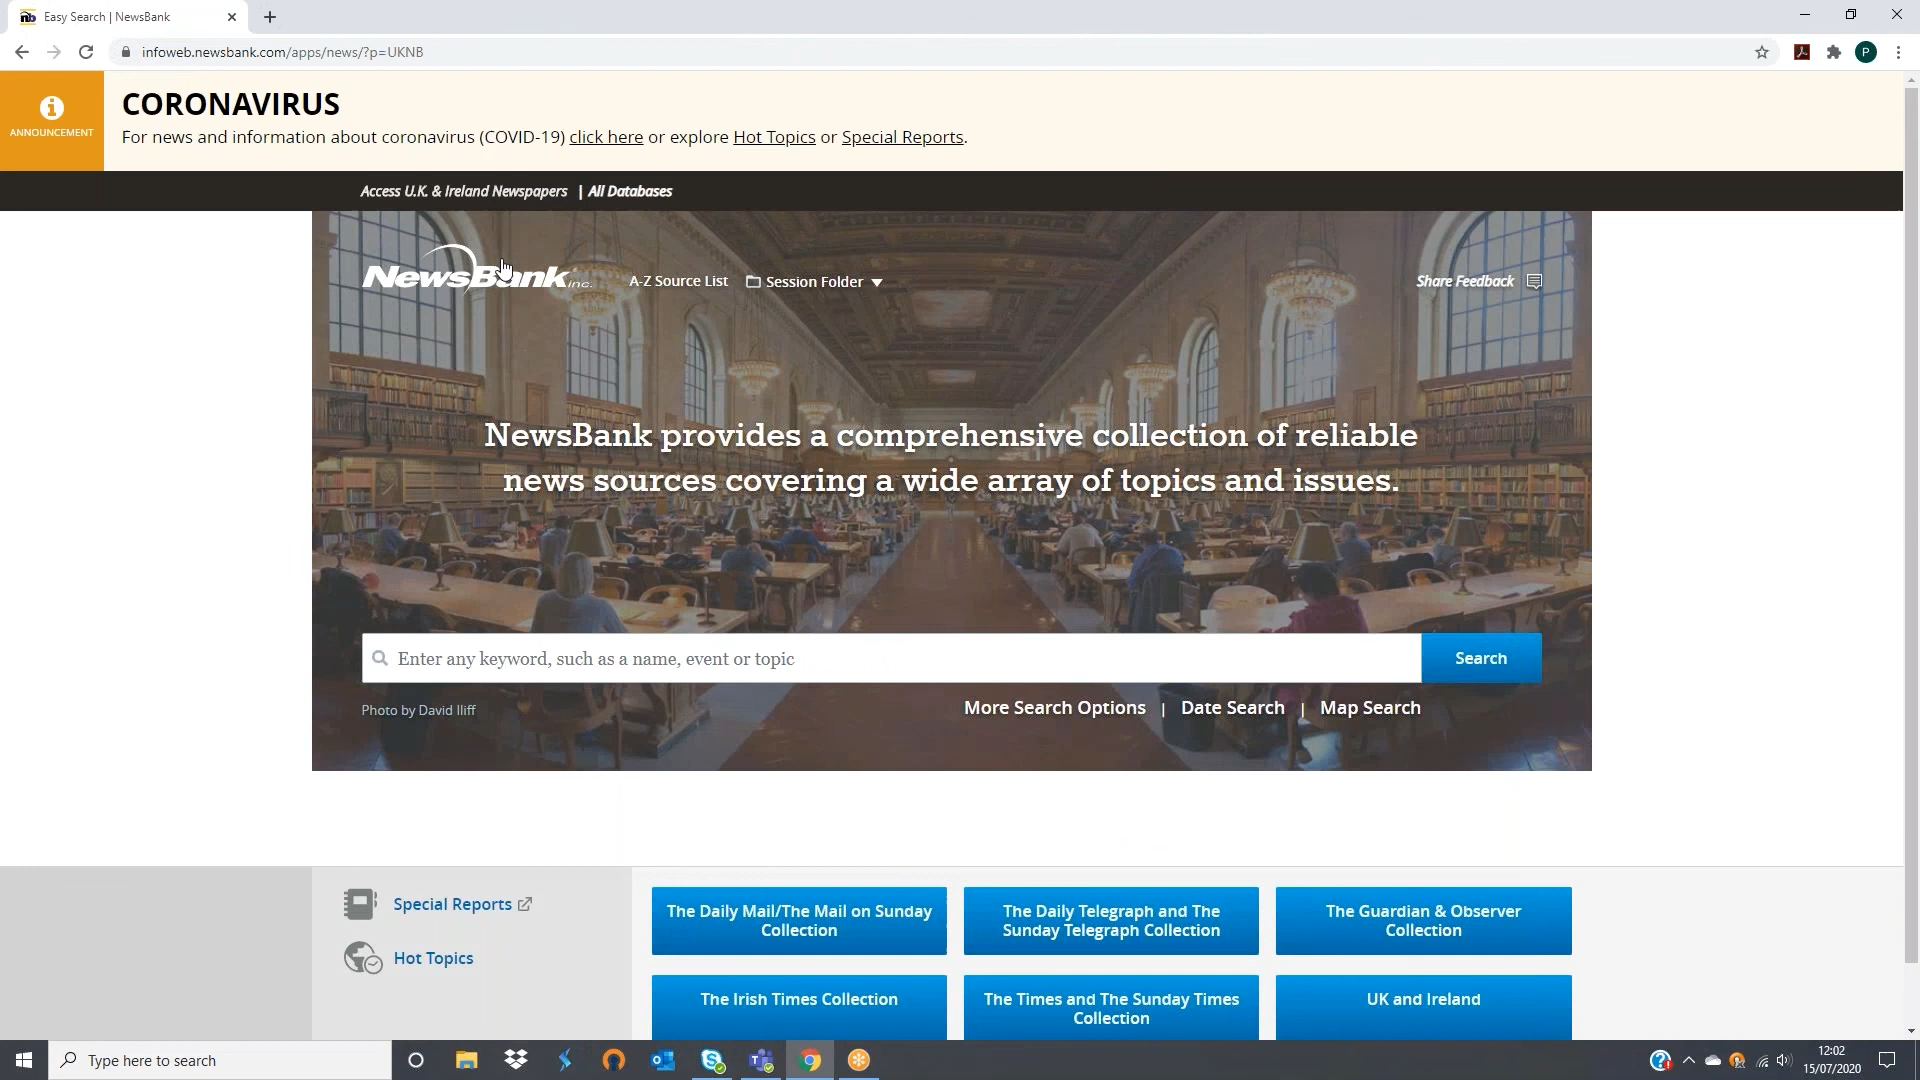 Easy Search | NewsBank
infoweb.newsbank.com/apps/news/?p=UKNB
P
CORONAVIRUS
ANNOUNCEMENT
For news and information about coronavirus (COVID-19) click here or explore Hot Topics or Special Reports.
Access U.K. & Ireland Newspapers | All Databases
NewsBank inc.
A-Z Source List
Session Folder
Share Feedback
NewsBank provides a comprehensive collection of reliable
news sources covering a wide array of topics and issues.
Enter any keyword, such as a name, event or topic
Search
Photo by David Iliff
More Search Options | Date Search | Map Search
Special Reports
Hot Topics
The Daily Mail/The Mail on Sunday
Collection
The Daily Telegraph and The
Sunday Telegraph Collection
The Guardian & Observer
Collection
The Irish Times Collection
The Times and The Sunday Times
Collection
UK and Ireland
Type here to search
12:02
15/07/2020